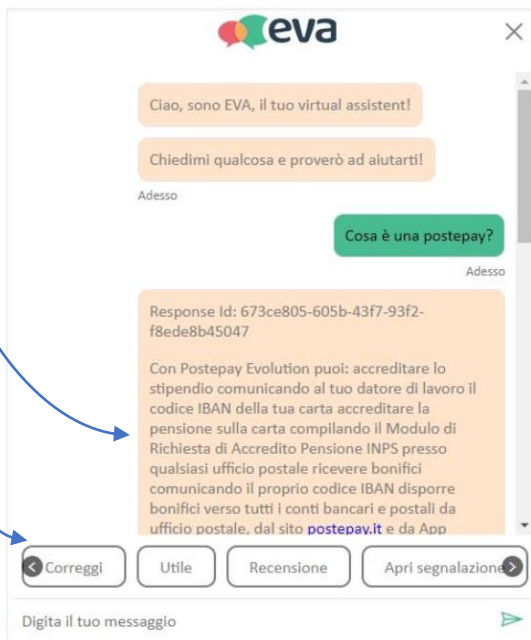 eva
Ciao, sono EVA, il tuo virtual assistent!
Chiedimi qualcosa e proverò ad aiutarti!
Adesso
Cosa è una postepay?
Adesso
Response Id: 673ce805-605b-43f7-93f2-
f8ede8b45047
Con Postepay Evolution puoi: accreditare lo
stipendio comunicando al tuo datore di lavoro il
codice IBAN della tua carta accreditare la
pensione sulla carta compilando il Modulo di
Richiesta di Accredito Pensione INPS presso
qualsiasi ufficio postale ricevere bonifici
comunicando il proprio codice IBAN disporre
bonifici verso tutti i conti bancari e postali da
ufficio postale, dal sito postepay.it e da App
Correggi Utile Recensione Apri segnalazione
Digita il tuo messaggio